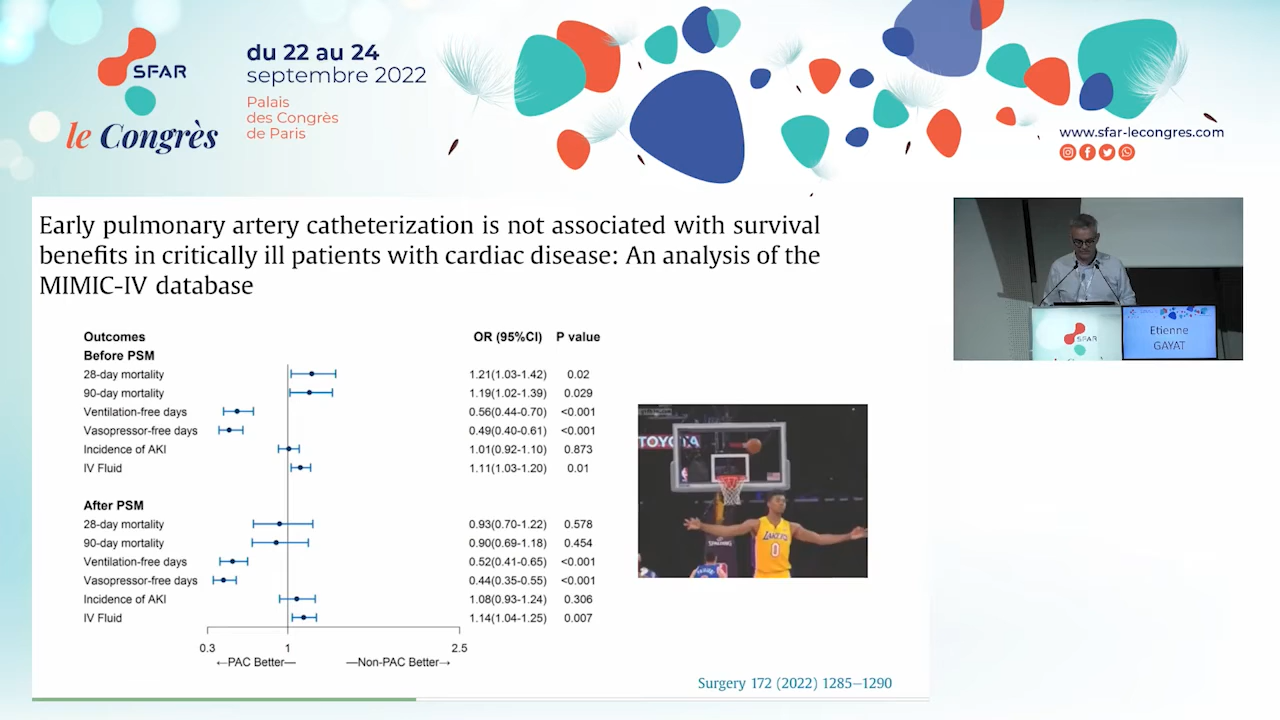 SFAR
le Congrès
du 22 au 24
septembre 2022
Palais
des Congrès
de Paris
www.sfar-lecongres.com
Early pulmonary artery catheterization is not associated with survival
benefits in critically ill patients with cardiac disease: An analysis of the
MIMIC-IV database
Outcomes OR (95%CI) P value
Before PSM
28-day mortality 1.21(1.03-1.42) 0.02
90-day mortality 1.19(1.02-1.39) 0.029
Ventilation-free days 0.56(0.44-0.70) <0.001
Vasopressor-free days 0.49(0.40-0.61) <0.001
Incidence of AKI 1.01(0.92-1.10) 0.873
IV Fluid 1.11(1.03-1.20) 0.01
After PSM
28-day mortality 0.93(0.70-1.22) 0.578
90-day mortality 0.90(0.69-1.18) 0.454
Ventilation-free days 0.52(0.41-0.65) <0.001
Vasopressor-free days 0.44(0.35-0.55) <0.001
Incidence of AKI 1.08(0.93-1.24) 0.306
IV Fluid 1.14(1.04-1.25) 0.007
0.3 1 2.5
←PAC Better— —Non-PAC Better→
TOYOTA
LAKERS
0
Surgery 172 (2022) 1285–1290
SFAR
Etienne
GAYAT